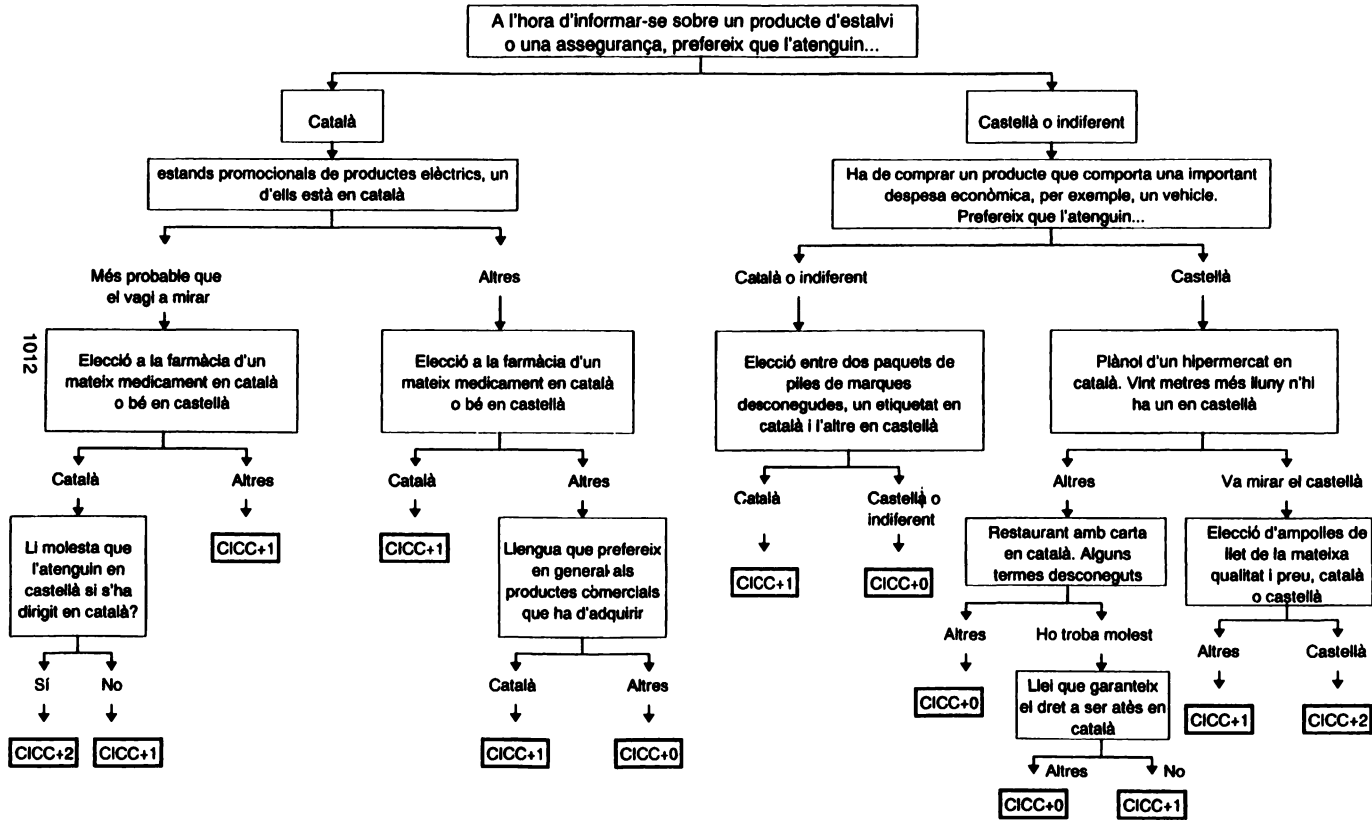 A l'hora d'informar-se sobre un producte d'estalvi
o una assegurança, prefereix que l'atenguin...
Català
Castellà o indiferent
estands promocionals de productes elèctrics, un
d'ells està en català
Ha de comprar un producte que comporta una important
despesa econòmica, per exemple, un vehicle.
Prefereix que l'atenguin...
Més probable que
el vagi a mirar
Altres
Català o indiferent
Castellà
1012
Elecció a la farmàcia d'un
mateix medicament en català
o bé en castellà
Elecció a la farmàcia d'un
mateix medicament en català
o bé en castellà
Elecció entre dos paquets de
piles de marques
desconegudes, un etiquetat en
català i l'altre en castellà
Plànol d'un hipermercat en
català. Vint metres més lluny n'hi
ha un en castellà
Català
Altres
Català
Altres
Català
Castellà o
indiferent
Altres
Va mirar el castellà
Li molesta que
l'atenguin en
castellà si s'ha
dirigit en català?
CICC+1
CICC+1
Llengua que prefereix
en general als
productes comercials
que ha d'adquirir
CICC+1
CICC+0
Restaurant amb carta
en català. Alguns
termes desconeguts
Elecció d'ampolles de
llet de la mateixa
qualitat i preu, català
o castellà
Sí
No
Català
Altres
Altres
Ho troba molest
Altres
Castellà
CICC+2
CICC+1
CICC+1
CICC+0
CICC+0
Llei que garanteix
el dret a ser atès en
català
CICC+1
CICC+2
Altres
No
CICC+0
CICC+1